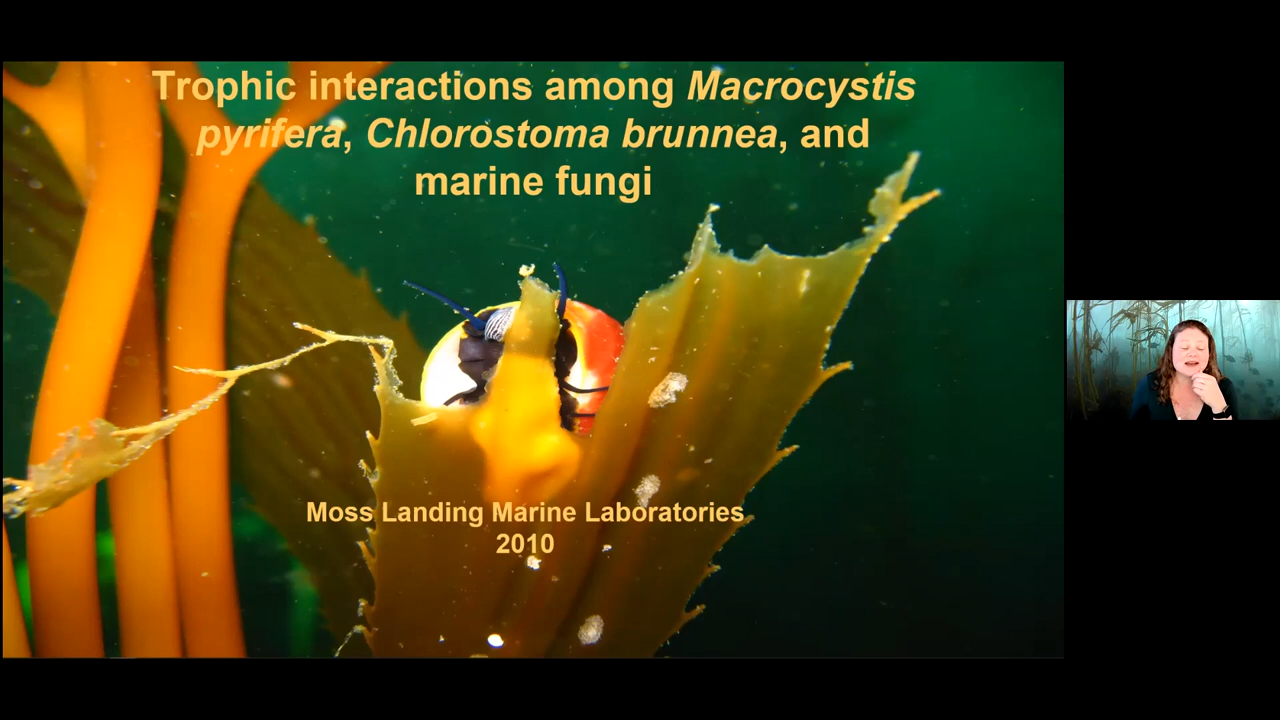 Trophic interactions among Macrocystis
pyrifera, Chlorostoma brunnea, and
marine fungi
Moss Landing Marine Laboratories
2010